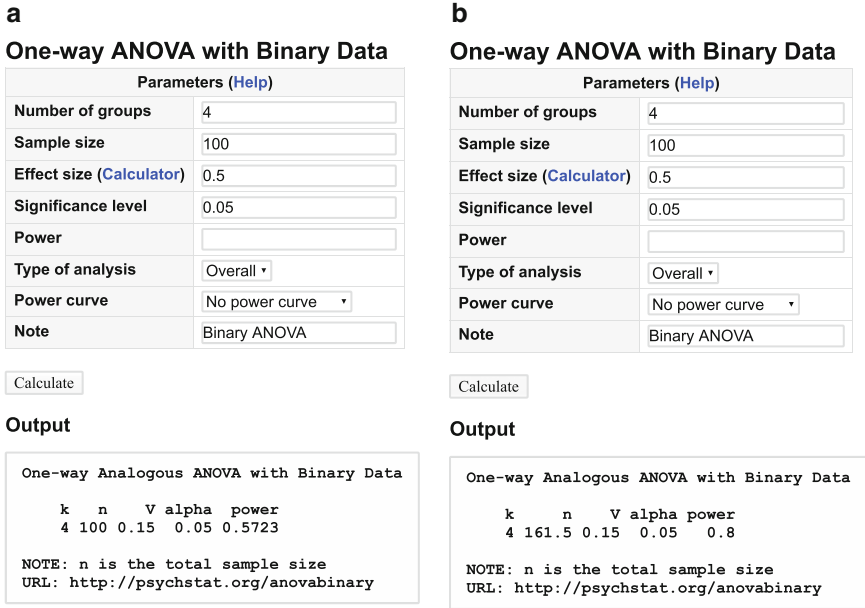 a
One-way ANOVA with Binary Data
Parameters (Help)
Number of groups 4
Sample size 100
Effect size (Calculator) 0.5
Significance level 0.05
Power
Type of analysis Overall
Power curve No power curve
Note Binary ANOVA
Calculate
Output
One-way Analogous ANOVA with Binary Data
k n V alpha power
4 100 0.15 0.05 0.5723
NOTE: n is the total sample size
URL: http://psychstat.org/anovabinary
b
One-way ANOVA with Binary Data
Parameters (Help)
Number of groups 4
Sample size 100
Effect size (Calculator) 0.5
Significance level 0.05
Power
Type of analysis Overall
Power curve No power curve
Note Binary ANOVA
Calculate
Output
One-way Analogous ANOVA with Binary Data
k n V alpha power
4 161.5 0.15 0.05 0.8
NOTE: n is the total sample size
URL: http://psychstat.org/anovabinary